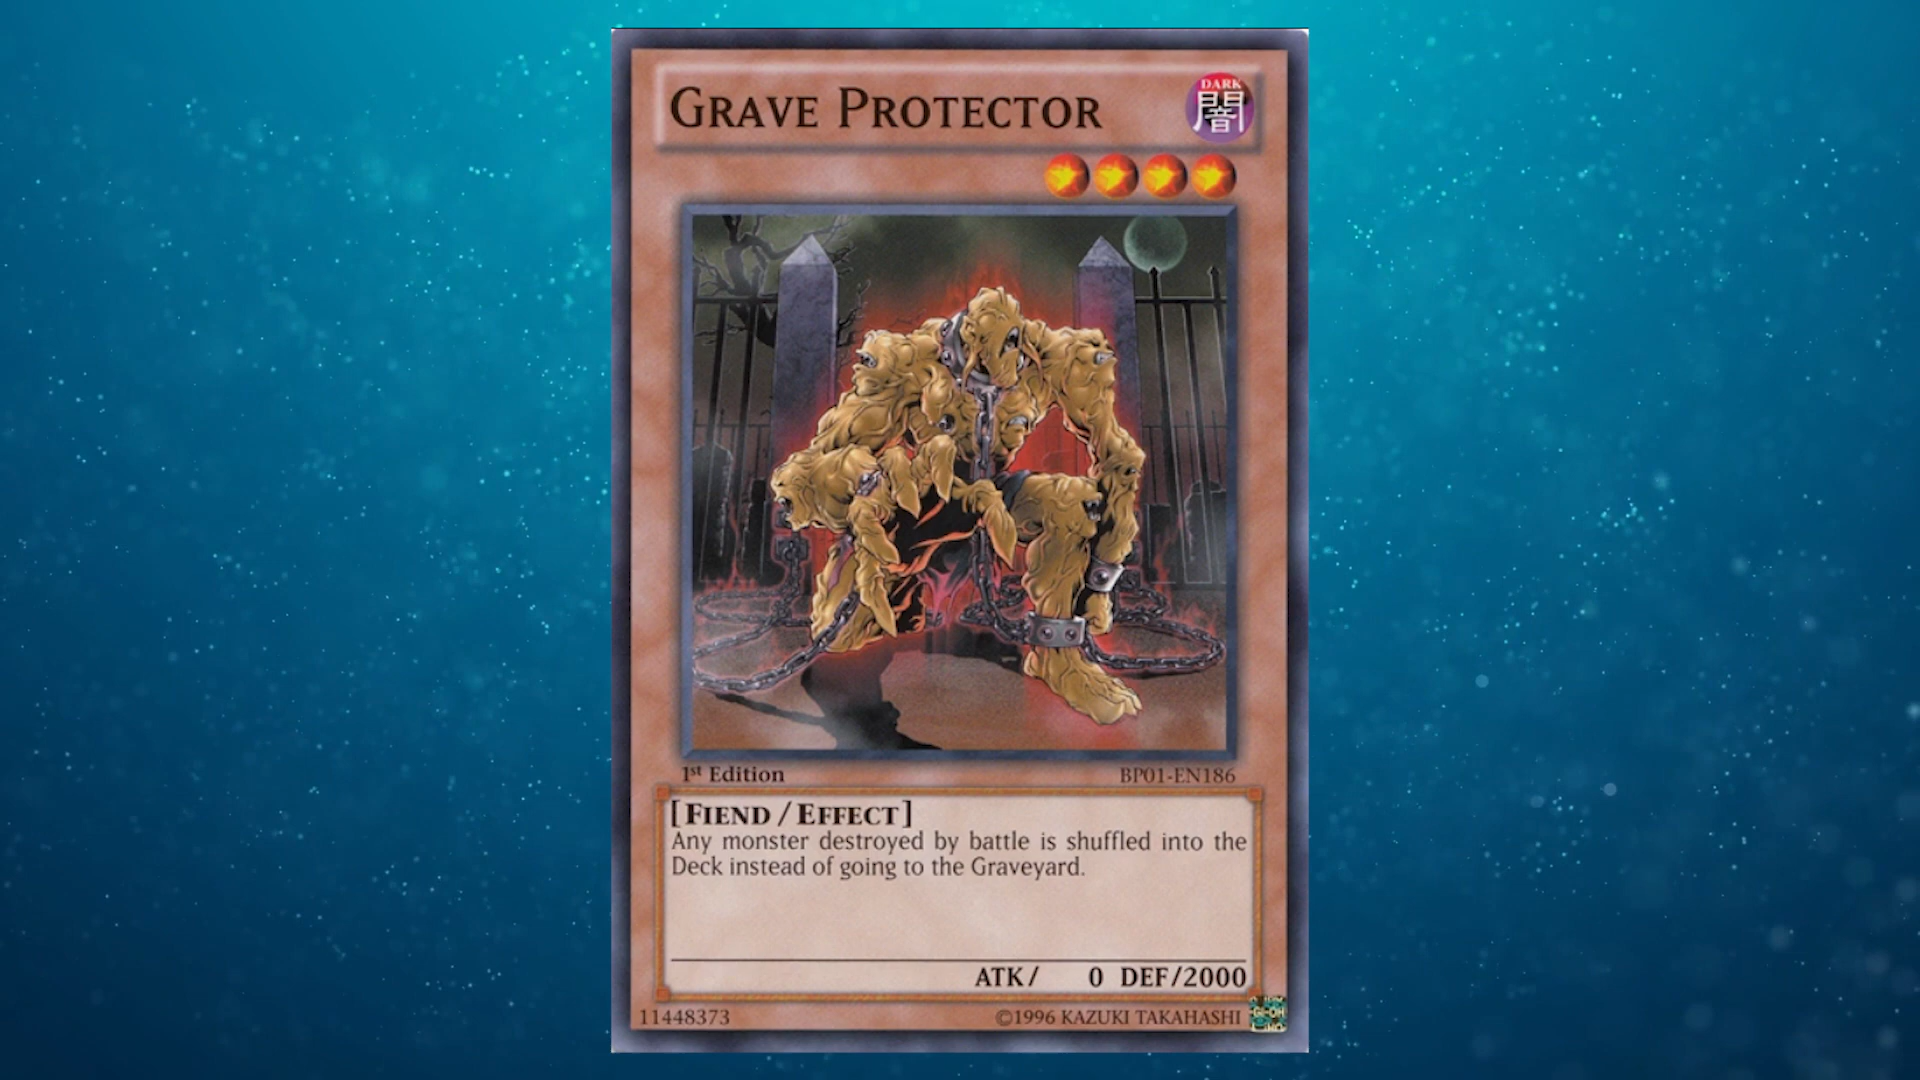 GRAVE PROTECTOR
DARK
闇
1st Edition
BP01-EN186
[FIEND / EFFECT]
Any monster destroyed by battle is shuffled into the
Deck instead of going to the Graveyard.
ATK/ 0 DEF/2000
11448373
©1996 KAZUKI TAKAHASHI